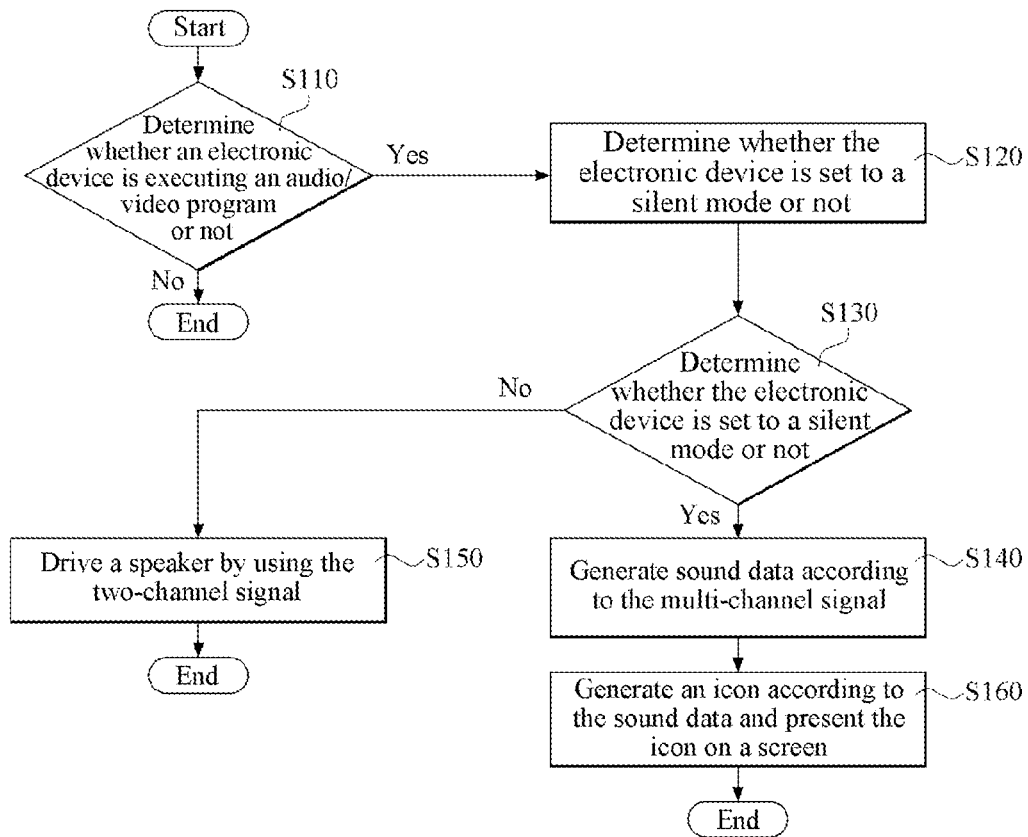 Start
S110
Determine
whether an electronic
device is executing an audio/
video program
or not
Yes
No
End
Determine whether the
electronic device is set to a
silent mode or not
S120
S130
Determine
whether the electronic
device is set to a silent
mode or not
No
Yes
Drive a speaker by using the
two-channel signal
S150
End
Generate sound data according
to the multi-channel signal
S140
Generate an icon according to
the sound data and present the
icon on a screen
S160
End